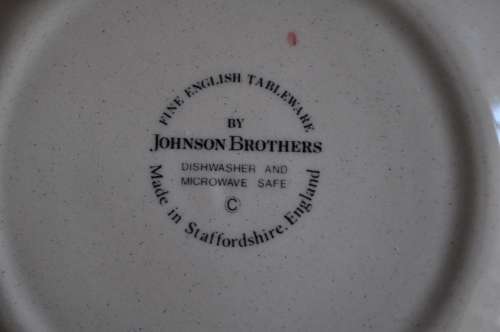 FINE ENGLISH TABLEWARE
BY
JOHNSON BROTHERS
DISHWASHER AND
MICROWAVE SAFE
©
Made in Staffordshire. England